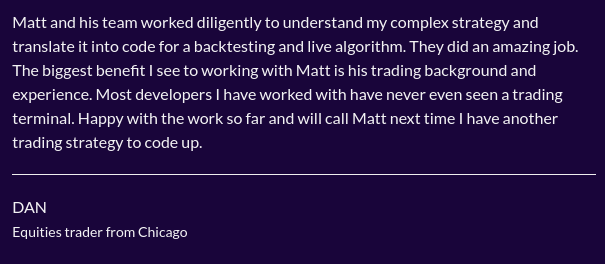 Matt and his team worked diligently to understand my complex strategy and
translate it into code for a backtesting and live algorithm. They did an amazing job.
The biggest benefit I see to working with Matt is his trading background and
experience. Most developers I have worked with have never even seen a trading
terminal. Happy with the work so far and will call Matt next time I have another
trading strategy to code up.
DAN
Equities trader from Chicago